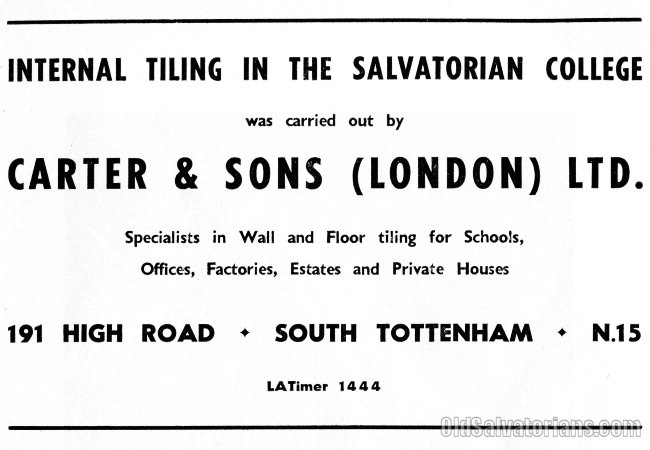 INTERNAL TILING IN THE SALVATORIAN COLLEGE
was carried out by
CARTER & SONS (LONDON) LTD.
Specialists in Wall and Floor tiling for Schools,
Offices, Factories, Estates and Private Houses
191 HIGH ROAD ✦ SOUTH TOTTENHAM ✦ N.15
LATimer 1444
OldSalvatorians.com